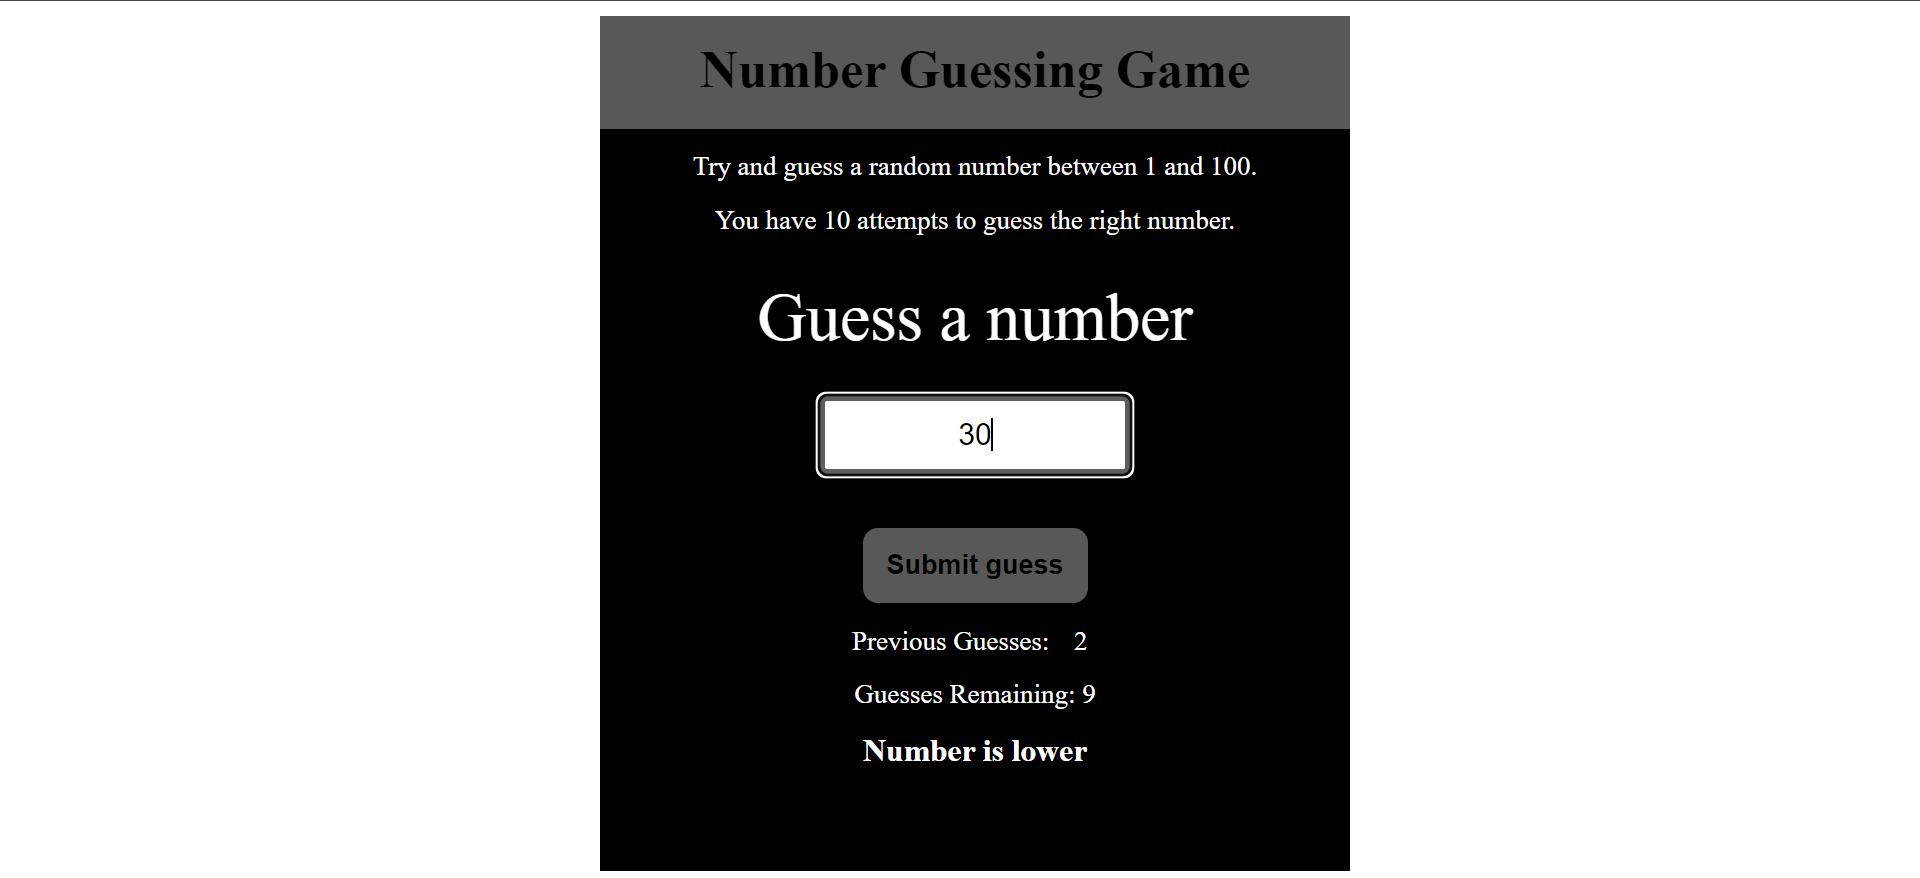 Number Guessing Game
Try and guess a random number between 1 and 100.
You have 10 attempts to guess the right number.
Guess a number
30
Submit guess
Previous Guesses: 2
Guesses Remaining: 9
Number is lower